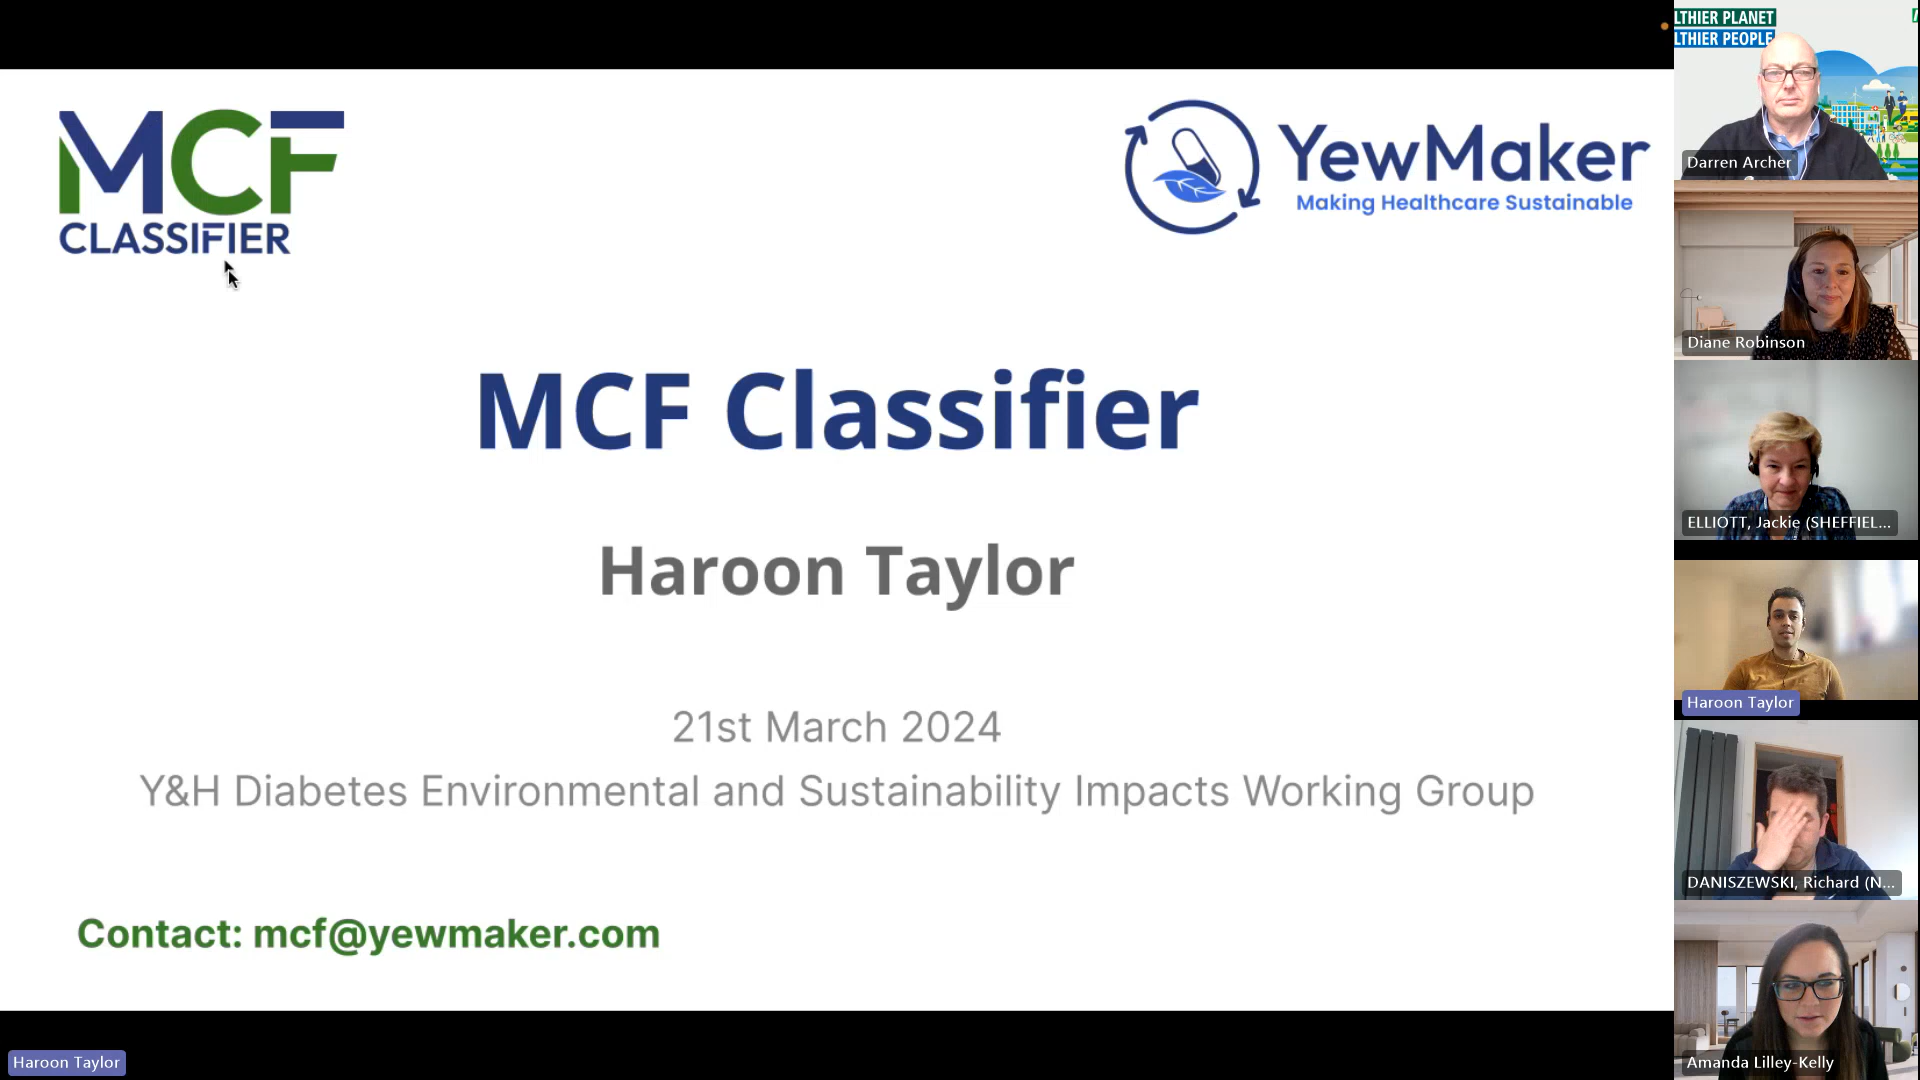 MCF
CLASSIFIER
YewMaker
Making Healthcare Sustainable
MCF Classifier
Haroon Taylor
21st March 2024
Y&H Diabetes Environmental and Sustainability Impacts Working Group
Contact: mcf@yewmaker.com
Haroon Taylor
LTHIER PLANET
LTHIER PEOPLE
Darren Archer
Diane Robinson
ELLIOTT, Jackie (SHEFFIEL...
Haroon Taylor
DANISZEWSKI, Richard (N...
Amanda Lilley-Kelly